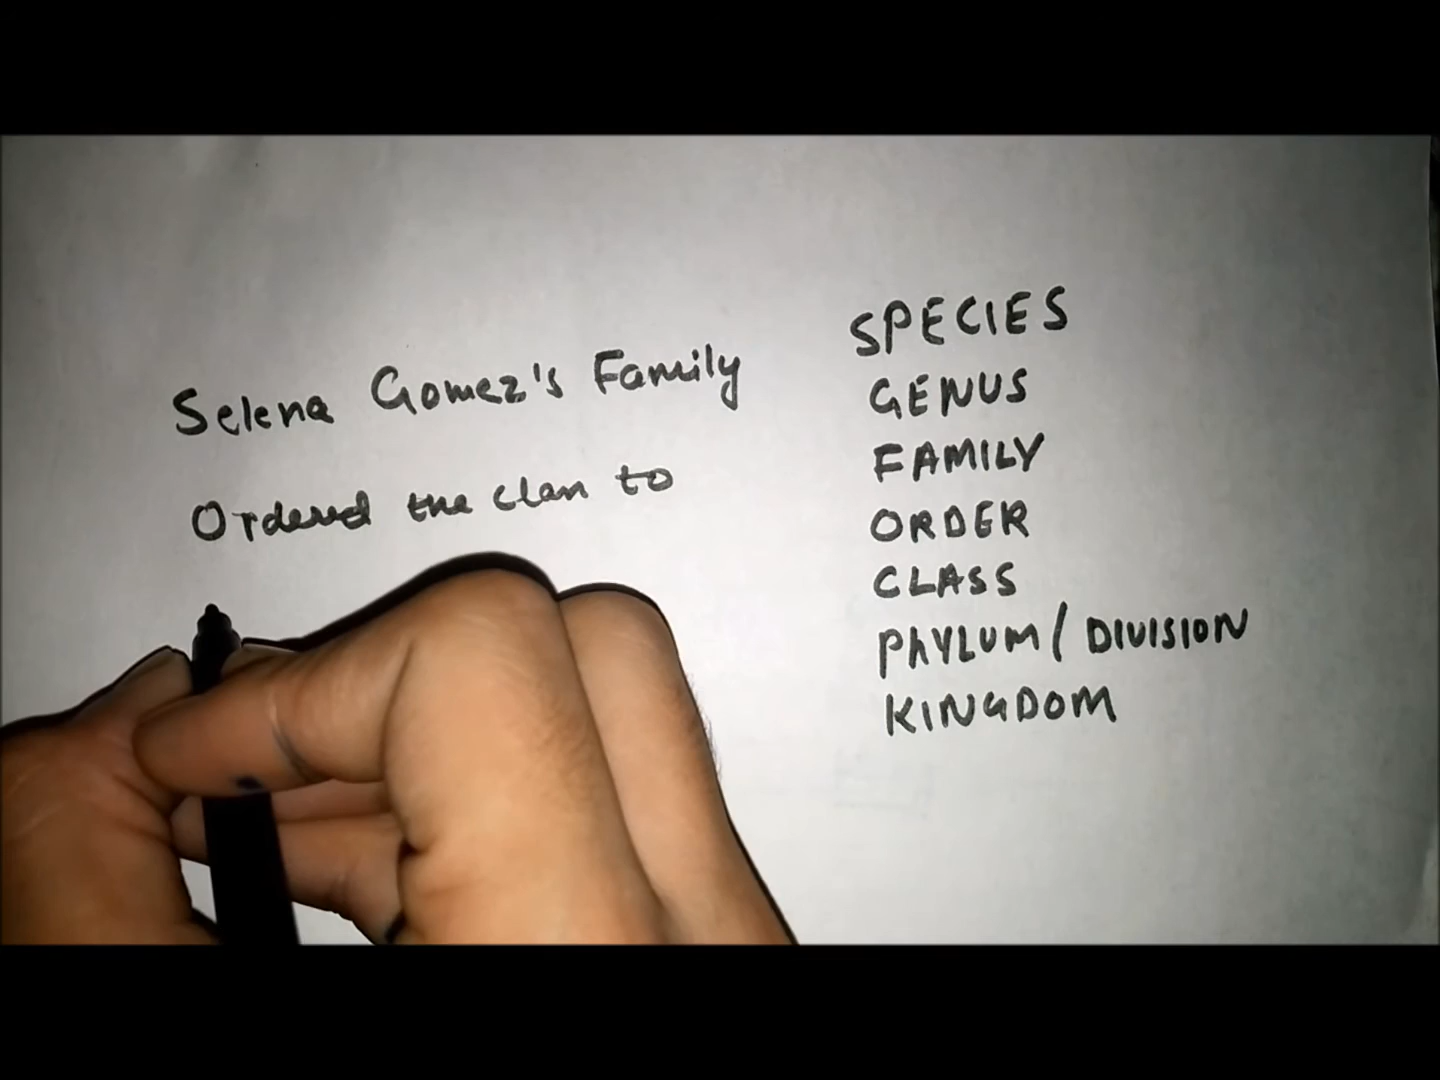 Selena Gomez's Family
Ordered the clan to
SPECIES
GENUS
FAMILY
ORDER
CLASS
PHYLUM/ DIVISION
KINGDOM